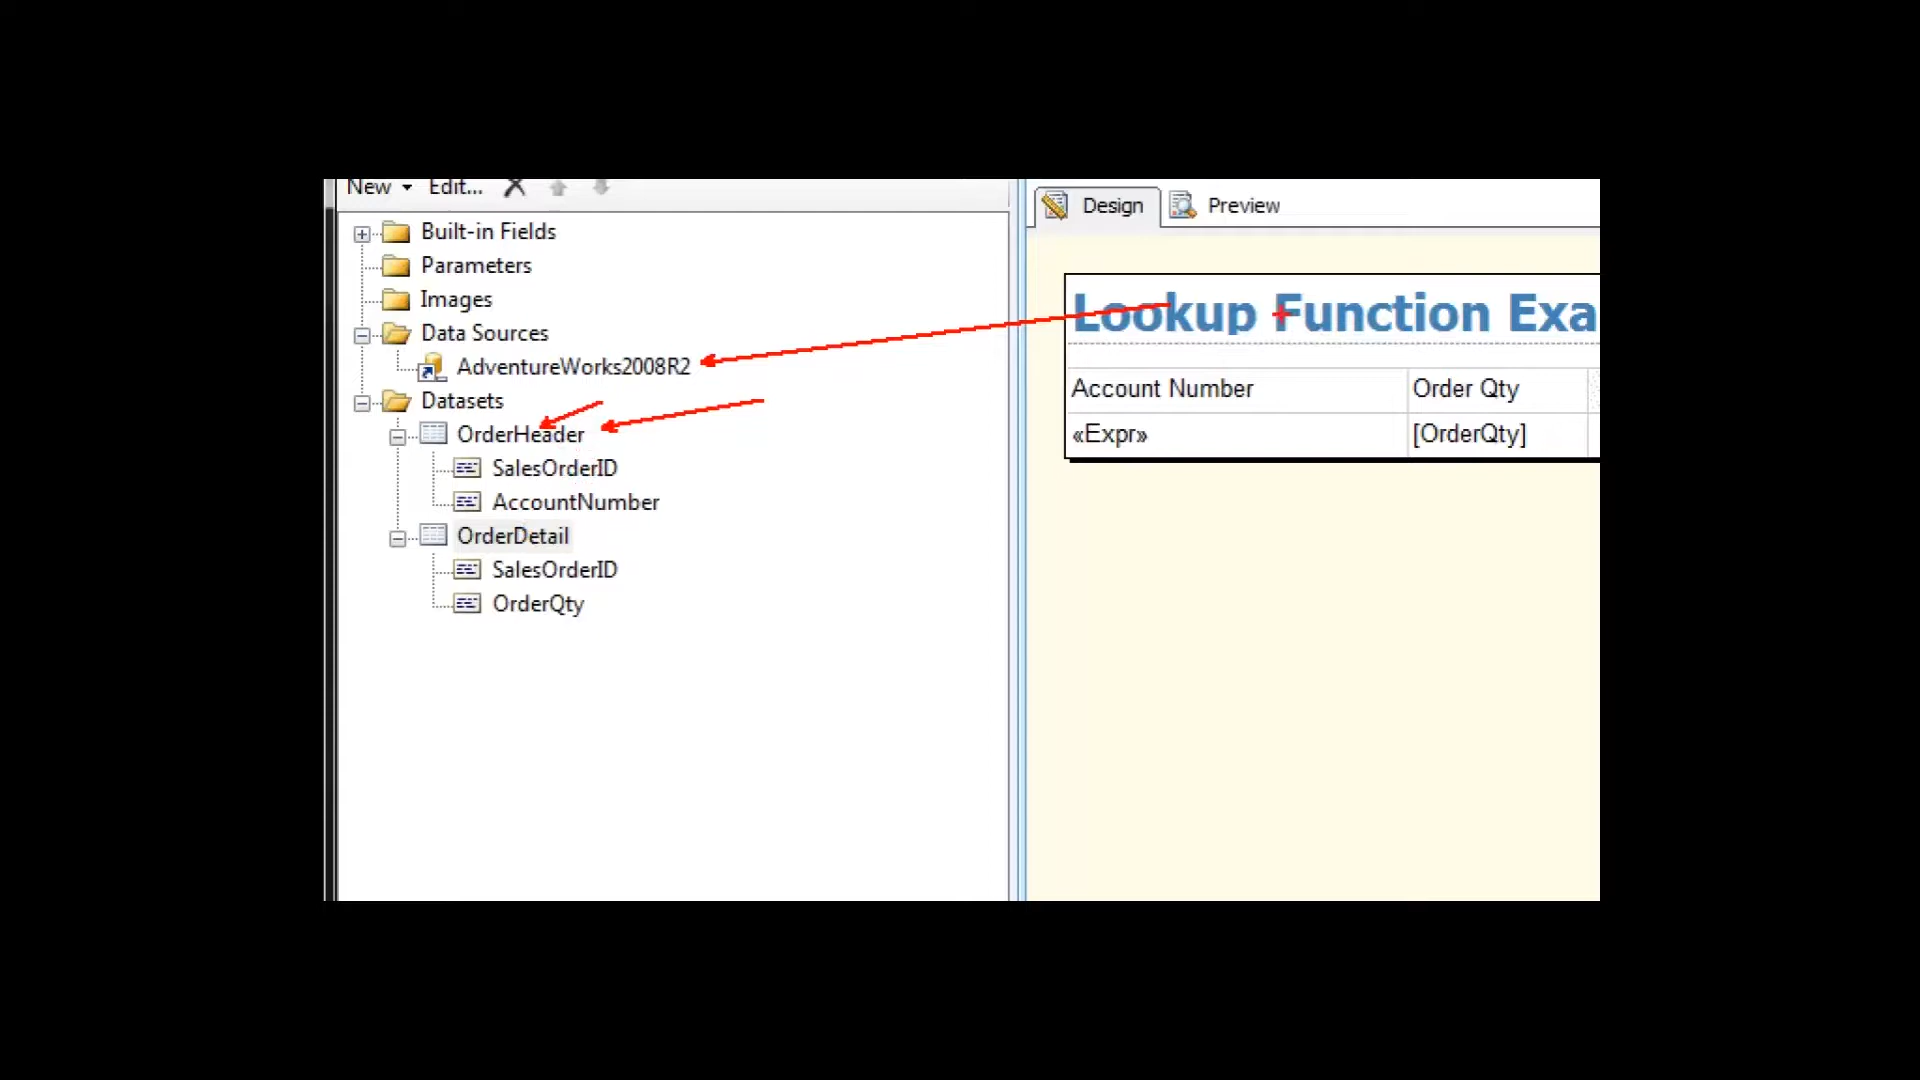 New Edit...
Built-in Fields
Parameters
Images
Data Sources
AdventureWorks2008R2
Datasets
OrderHeader
SalesOrderID
AccountNumber
OrderDetail
SalesOrderID
OrderQty
Design Preview
Lookup Function Exa
Account Number Order Qty
«Expr» [OrderQty]